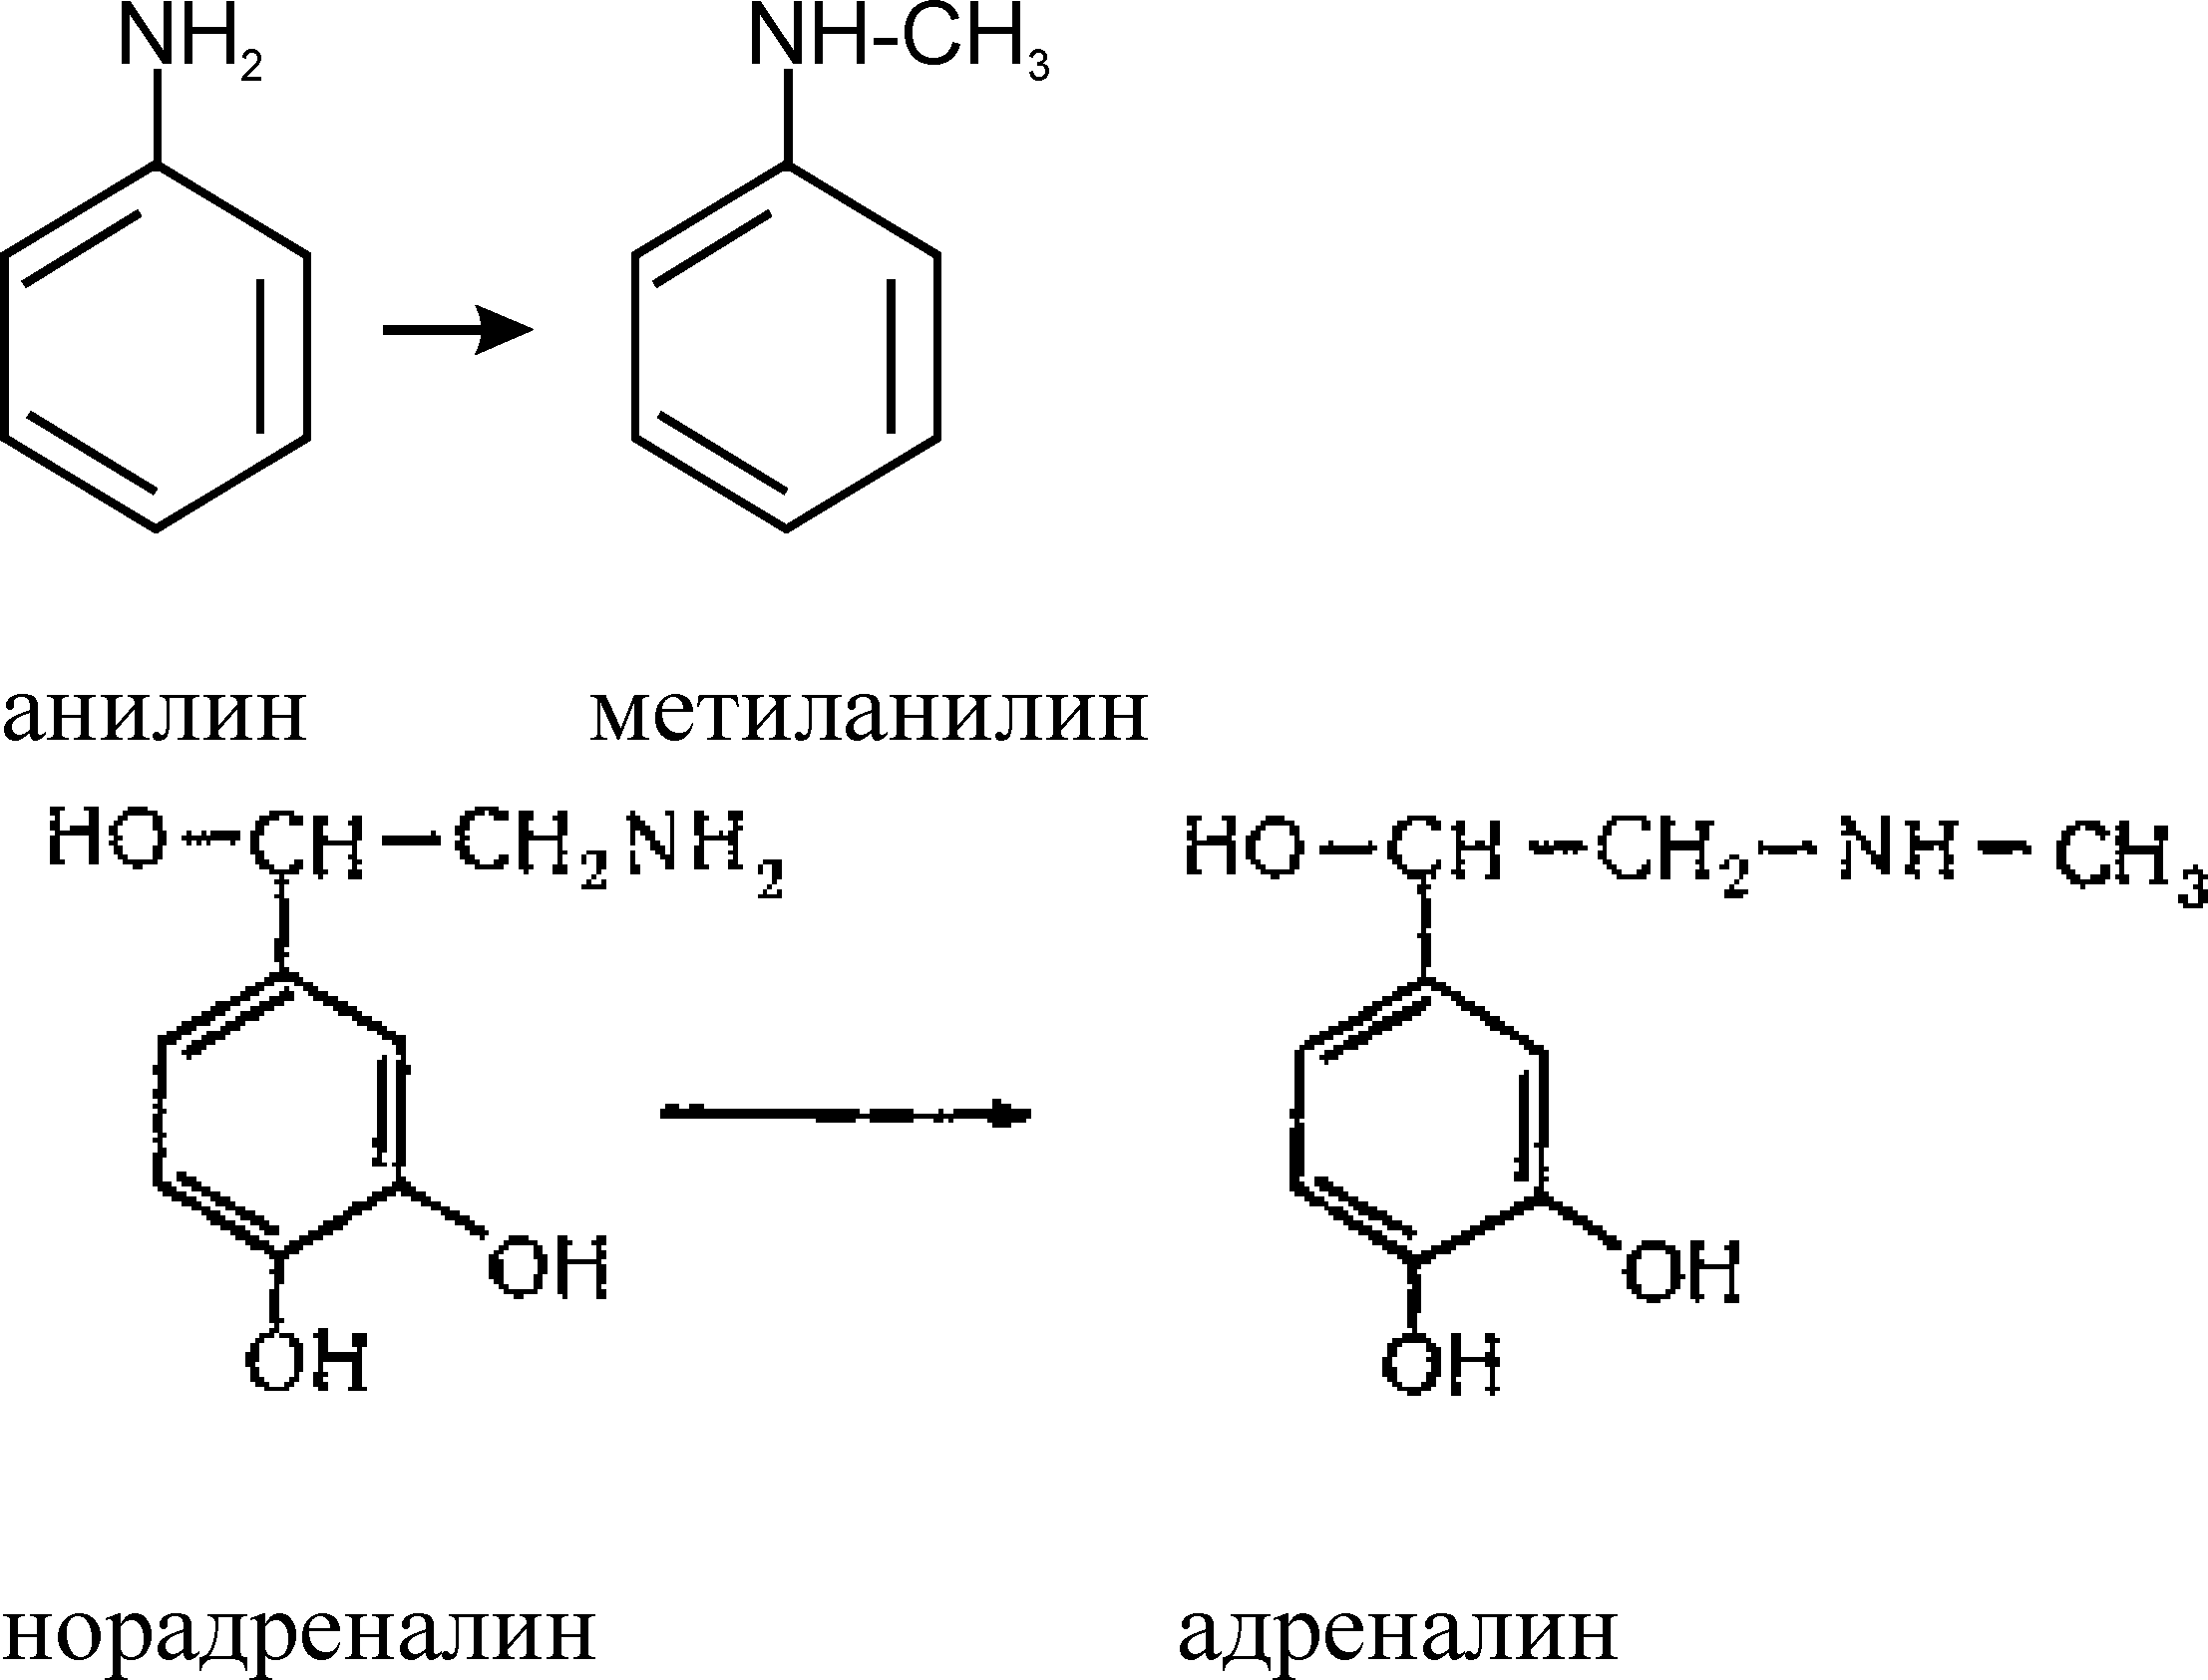 NH2 NH-CH3
анилин метиланилин
HO-CH-CH2NH2 HO-CH-CH2-NH-CH3
OH OH
OH OH
норадреналин адреналин